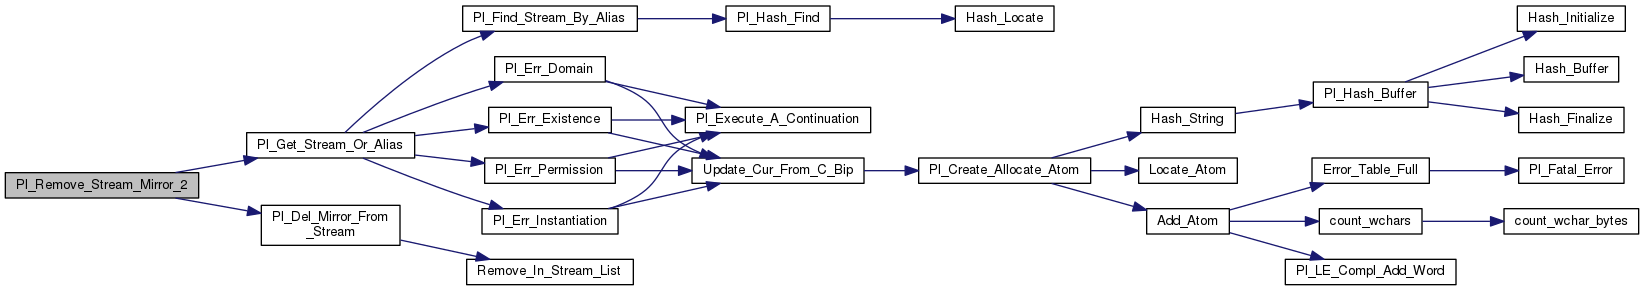 Pl_Find_Stream_By_Alias
Pl_Hash_Find
Hash_Locate
Hash_Initialize
Pl_Err_Domain
Hash_Buffer
Pl_Hash_Buffer
Pl_Err_Existence
Pl_Execute_A_Continuation
Hash_String
Hash_Finalize
Pl_Get_Stream_Or_Alias
Pl_Err_Permission
Update_Cur_From_C_Bip
Pl_Create_Allocate_Atom
Locate_Atom
Error_Table_Full
Pl_Fatal_Error
Pl_Remove_Stream_Mirror_2
Pl_Del_Mirror_From
_Stream
Pl_Err_Instantiation
Add_Atom
count_wchars
count_wchar_bytes
Remove_In_Stream_List
Pl_LE_Compl_Add_Word